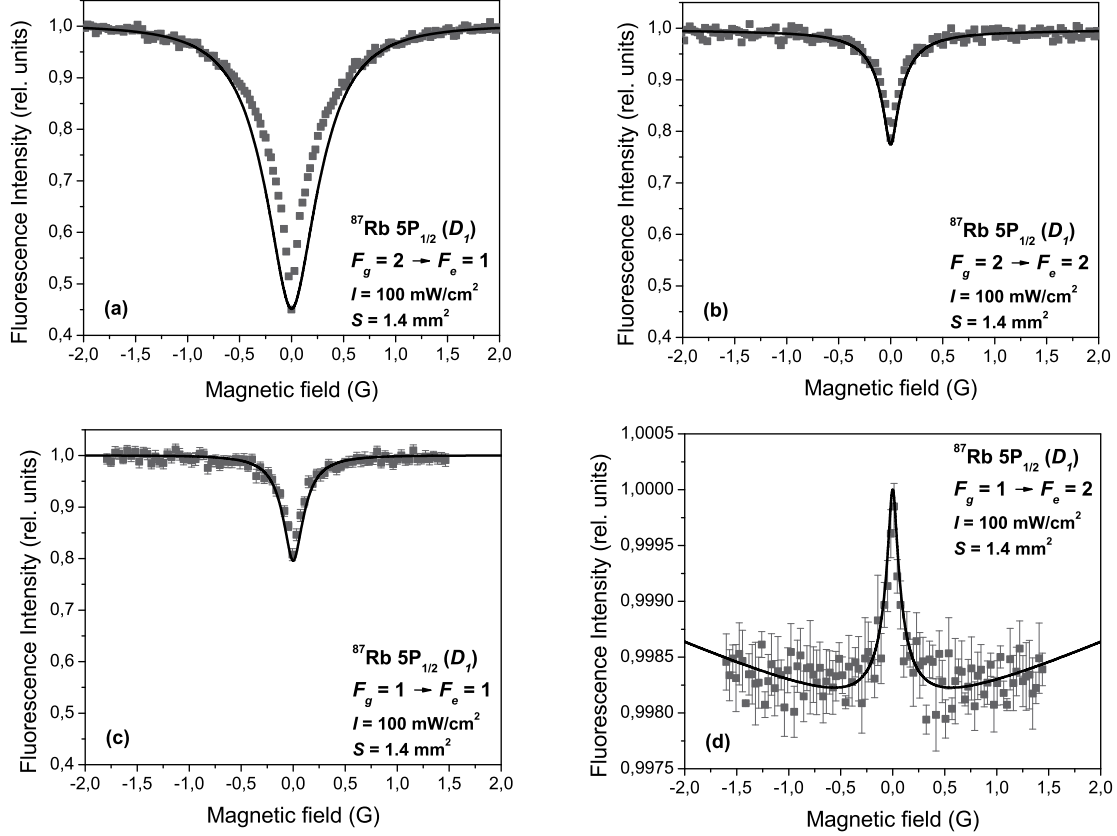 Fluorescence Intensity (rel. units)
1,0
0,9
0,8
0,7
0,6
0,5
0,4
⁸⁷Rb 5P₁/₂ (D₁)
F_g = 2 → F_e = 1
I = 100 mW/cm²
S = 1.4 mm²
(a)
-2,0 -1,5 -1,0 -0,5 0,0 0,5 1,0 1,5 2,0
Magnetic field (G)
Fluorescence Intensity (rel. units)
1,0
0,9
0,8
0,7
0,6
0,5
0,4
⁸⁷Rb 5P₁/₂ (D₁)
F_g = 2 → F_e = 2
I = 100 mW/cm²
S = 1.4 mm²
(b)
-2,0 -1,5 -1,0 -0,5 0,0 0,5 1,0 1,5 2,0
Magnetic field (G)
Fluorescence Intensity (rel. units)
1,0
0,9
0,8
0,7
0,6
0,5
0,4
⁸⁷Rb 5P₁/₂ (D₁)
F_g = 1 → F_e = 1
I = 100 mW/cm²
S = 1.4 mm²
(c)
-2,0 -1,5 -1,0 -0,5 0,0 0,5 1,0 1,5 2,0
Magnetic field (G)
Fluorescence Intensity (rel. units)
1,0005
1,0000
0,9995
0,9990
0,9985
0,9980
0,9975
⁸⁷Rb 5P₁/₂ (D₁)
F_g = 1 → F_e = 2
I = 100 mW/cm²
S = 1.4 mm²
(d)
-2,0 -1,5 -1,0 -0,5 0,0 0,5 1,0 1,5 2,0
Magnetic field (G)